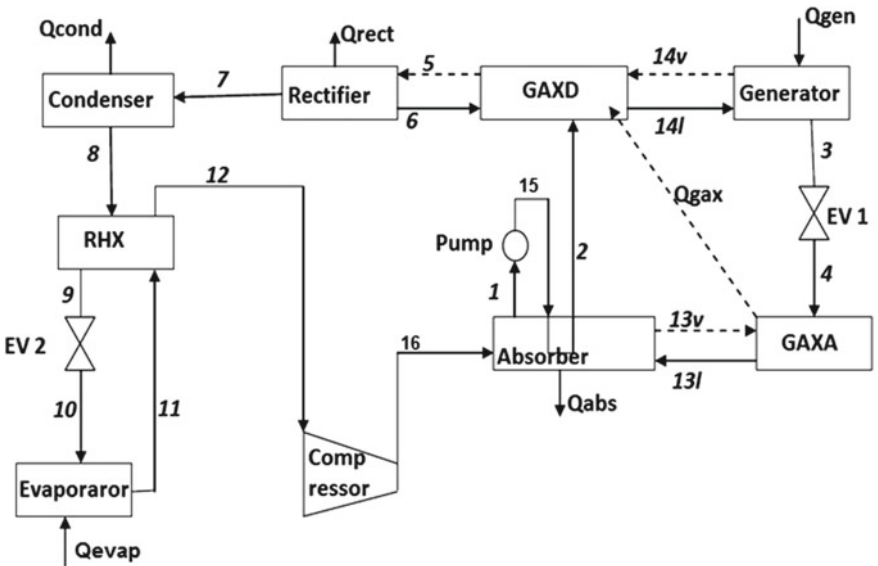 Qcond
Qrect
Qgen
Condenser
7
Rectifier
5
GAXD
14v
Generator
6
14l
8
3
12
Qgax
EV 1
RHX
15
Pump
2
4
9
1
EV 2
13v
GAXA
16
Absorber
13l
10
11
Qabs
Comp
ressor
Evaporaror
Qevap